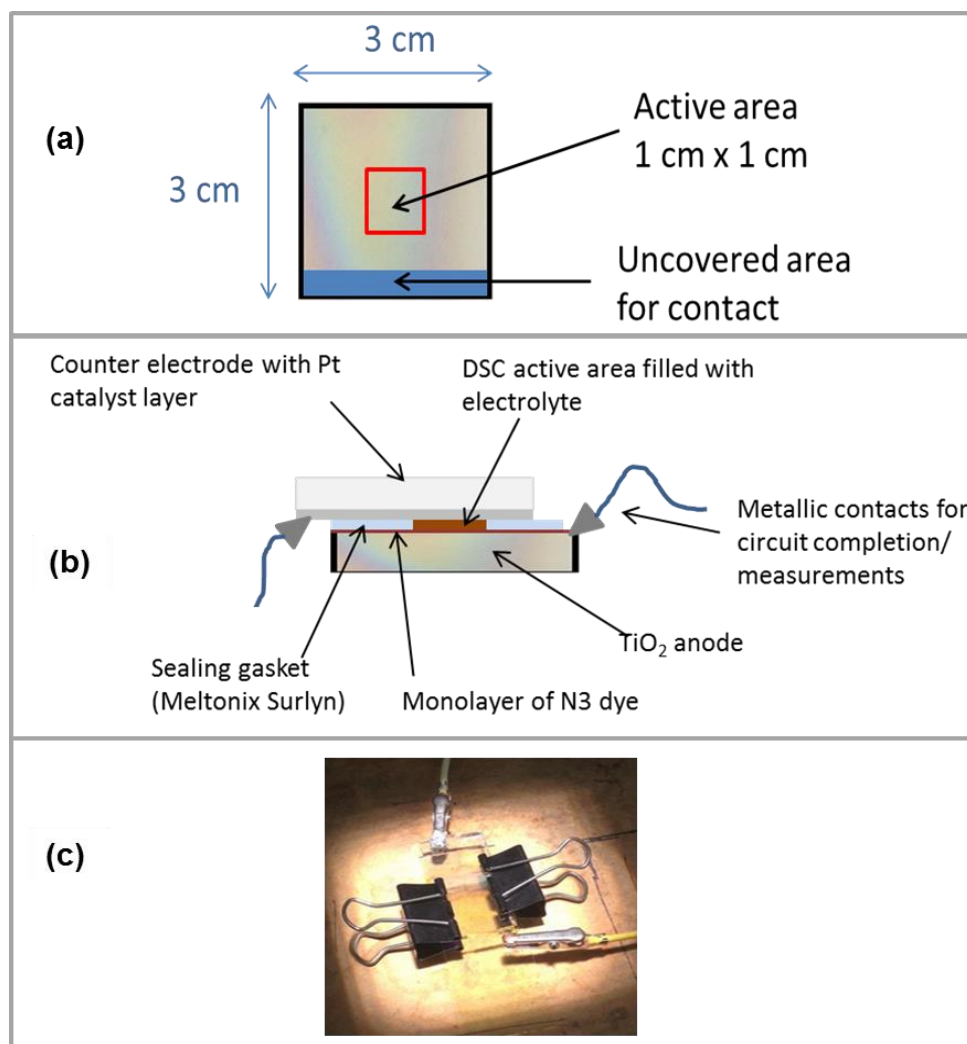 3 cm
(a)
3 cm
Active area
1 cm x 1 cm
Uncovered area
for contact
Counter electrode with Pt
catalyst layer
DSC active area filled with
electrolyte
(b)
Metallic contacts for
circuit completion/
measurements
TiO₂ anode
Sealing gasket
(Meltonix Surlyn)
Monolayer of N3 dye
(c)